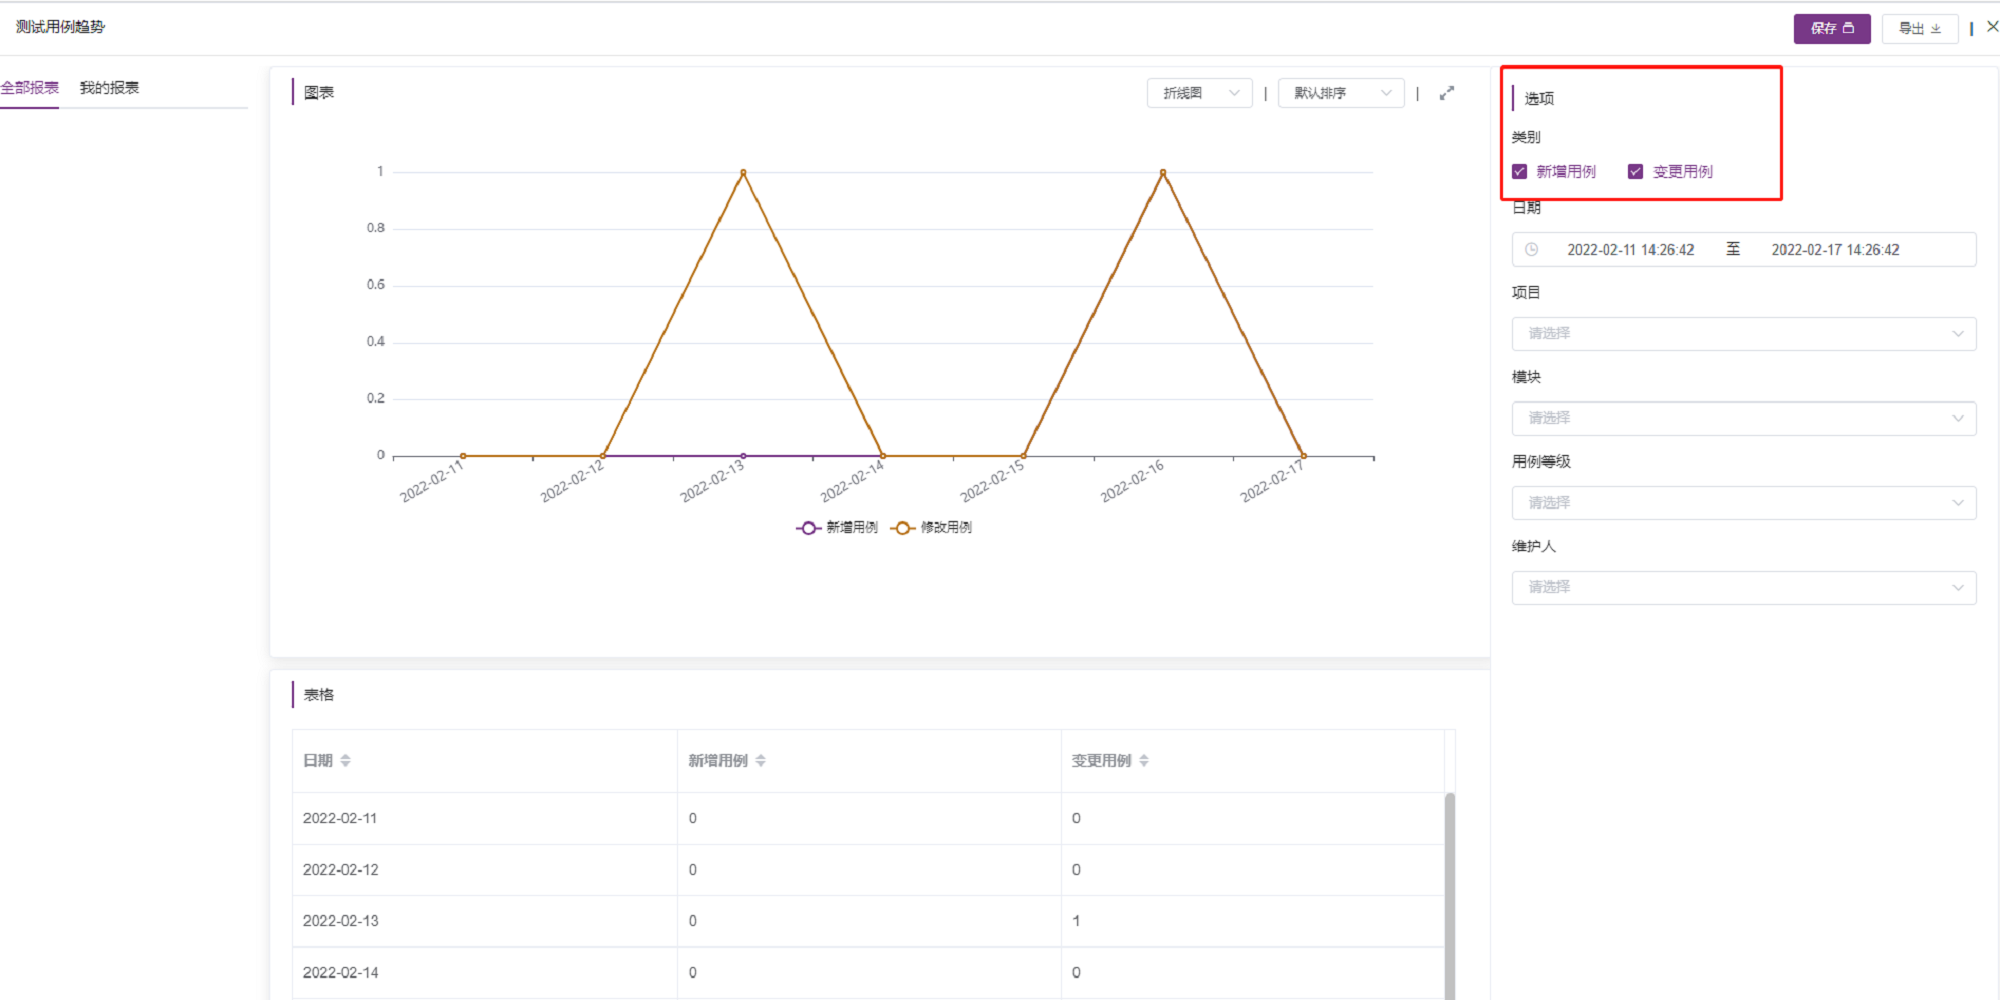 测试用例趋势
保存 导出 | ×
全部报表 我的报表
图表
折线图 | 默认排序 |
1
0.8
0.6
0.4
0.2
0
2022-02-11 2022-02-12 2022-02-13 2022-02-14 2022-02-15 2022-02-16 2022-02-17
新增用例 修改用例
表格
日期 新增用例 变更用例
2022-02-11 0 0
2022-02-12 0 0
2022-02-13 0 1
2022-02-14 0 0
选项
类别
新增用例 变更用例
日期
2022-02-11 14:26:42 至 2022-02-17 14:26:42
项目
请选择
模块
请选择
用例等级
请选择
维护人
请选择